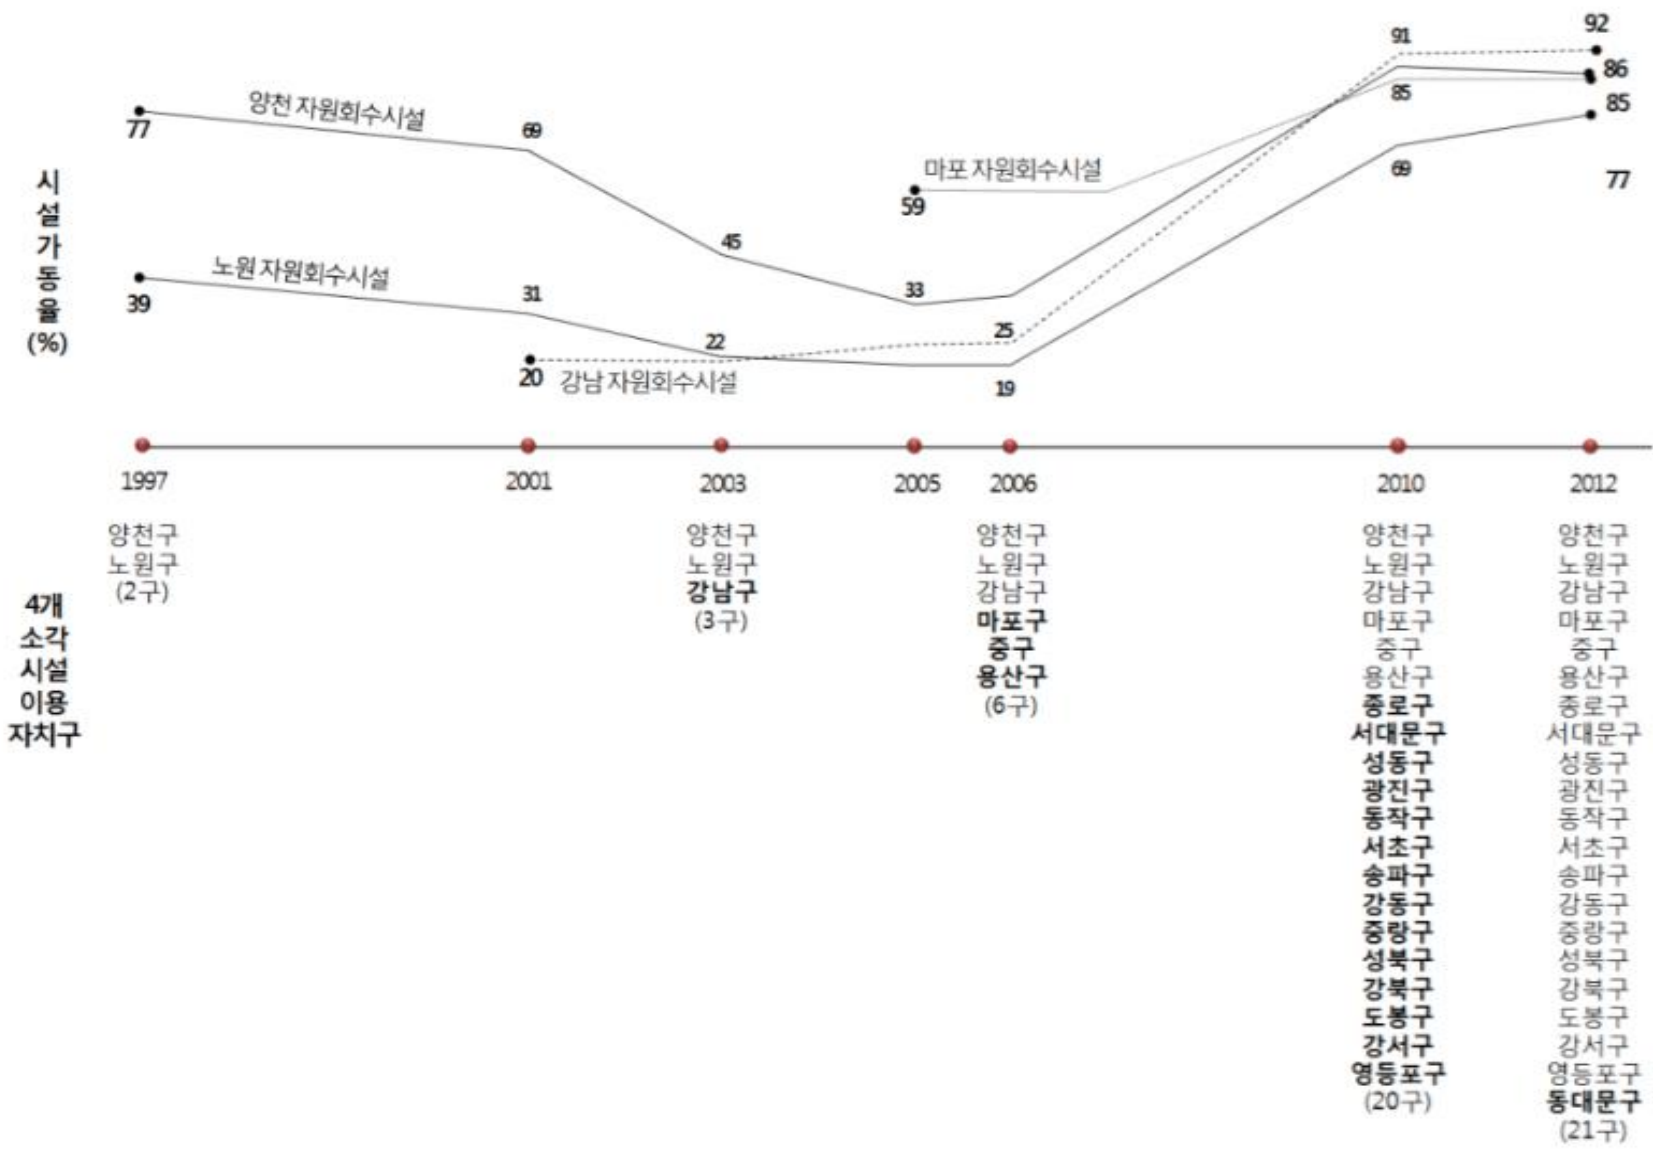 92
91
86
양천 자원회수시설
85
85
77
69
마포 자원회수시설
69
77
59
45
노원 자원회수시설
39
31
33
22
25
20
강남 자원회수시설
19
시
설
가
동
율
(%)
1997
2001
2003
2005
2006
2010
2012
4개
소각
시설
이용
자치구
양천구
노원구
(2구)
양천구
노원구
강남구
(3구)
양천구
노원구
강남구
마포구
중구
용산구
(6구)
양천구
노원구
강남구
마포구
중구
용산구
종로구
서대문구
성동구
광진구
동작구
서초구
송파구
강동구
중랑구
성북구
강북구
도봉구
강서구
영등포구
(20구)
양천구
노원구
강남구
마포구
중구
용산구
종로구
서대문구
성동구
광진구
동작구
서초구
송파구
강동구
중랑구
성북구
강북구
도봉구
강서구
영등포구
동대문구
(21구)